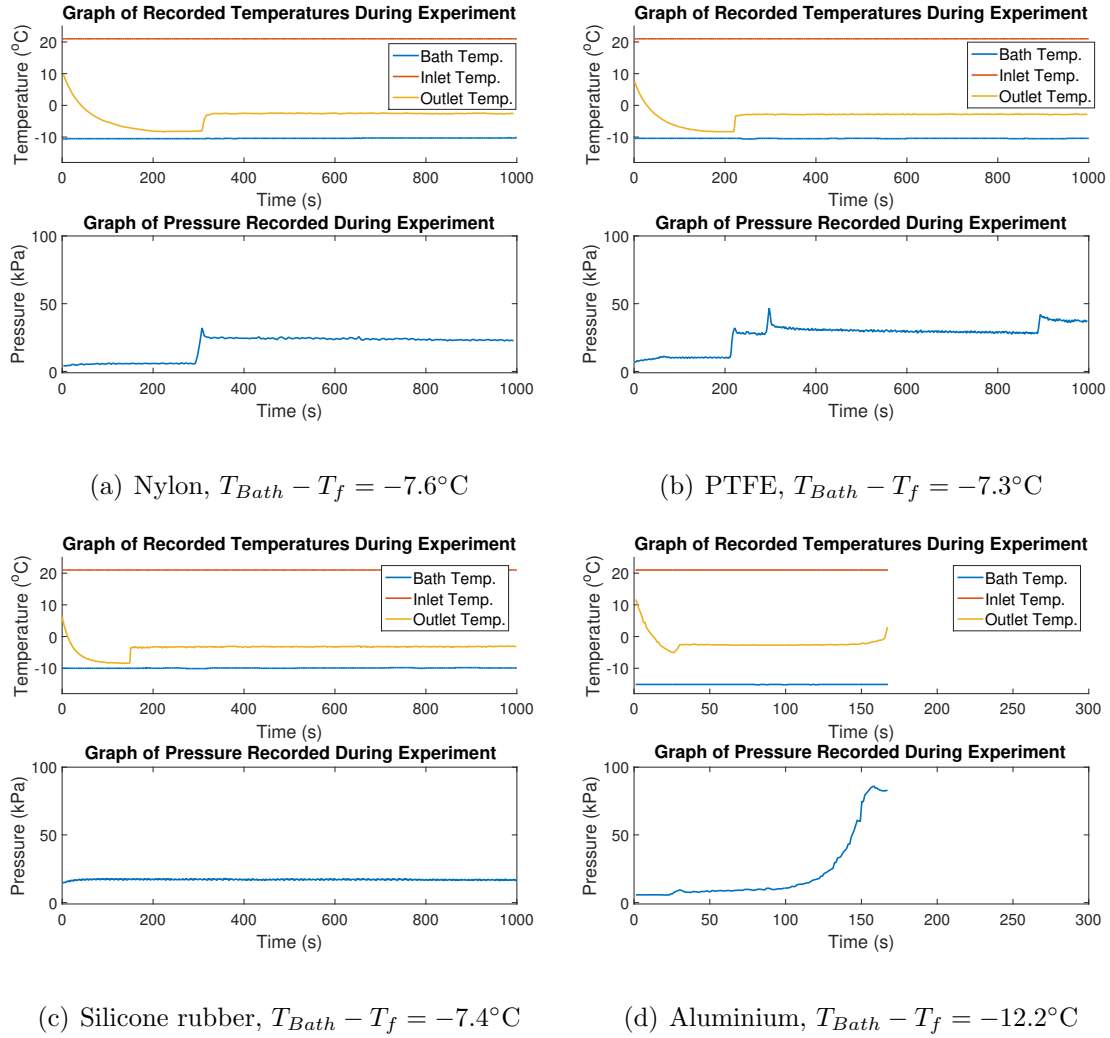 Graph of Recorded Temperatures During Experiment
Temperature (°C)
20
10
0
-10
Bath Temp.
Inlet Temp.
Outlet Temp.
0 200 400 600 800 1000
Time (s)
Graph of Pressure Recorded During Experiment
Pressure (kPa)
100
50
0
0 200 400 600 800 1000
Time (s)
(a) Nylon, T_{Bath} − T_f = −7.6°C
Graph of Recorded Temperatures During Experiment
Temperature (°C)
20
10
0
-10
Bath Temp.
Inlet Temp.
Outlet Temp.
0 200 400 600 800 1000
Time (s)
Graph of Pressure Recorded During Experiment
Pressure (kPa)
100
50
0
0 200 400 600 800 1000
Time (s)
(b) PTFE, T_{Bath} − T_f = −7.3°C
Graph of Recorded Temperatures During Experiment
Temperature (°C)
20
10
0
-10
Bath Temp.
Inlet Temp.
Outlet Temp.
0 200 400 600 800 1000
Time (s)
Graph of Pressure Recorded During Experiment
Pressure (kPa)
100
50
0
0 200 400 600 800 1000
Time (s)
(c) Silicone rubber, T_{Bath} − T_f = −7.4°C
Graph of Recorded Temperatures During Experiment
Temperature (°C)
20
10
0
-10
Bath Temp.
Inlet Temp.
Outlet Temp.
0 50 100 150 200 250 300
Time (s)
Graph of Pressure Recorded During Experiment
Pressure (kPa)
100
50
0
0 50 100 150 200 250 300
Time (s)
(d) Aluminium, T_{Bath} − T_f = −12.2°C